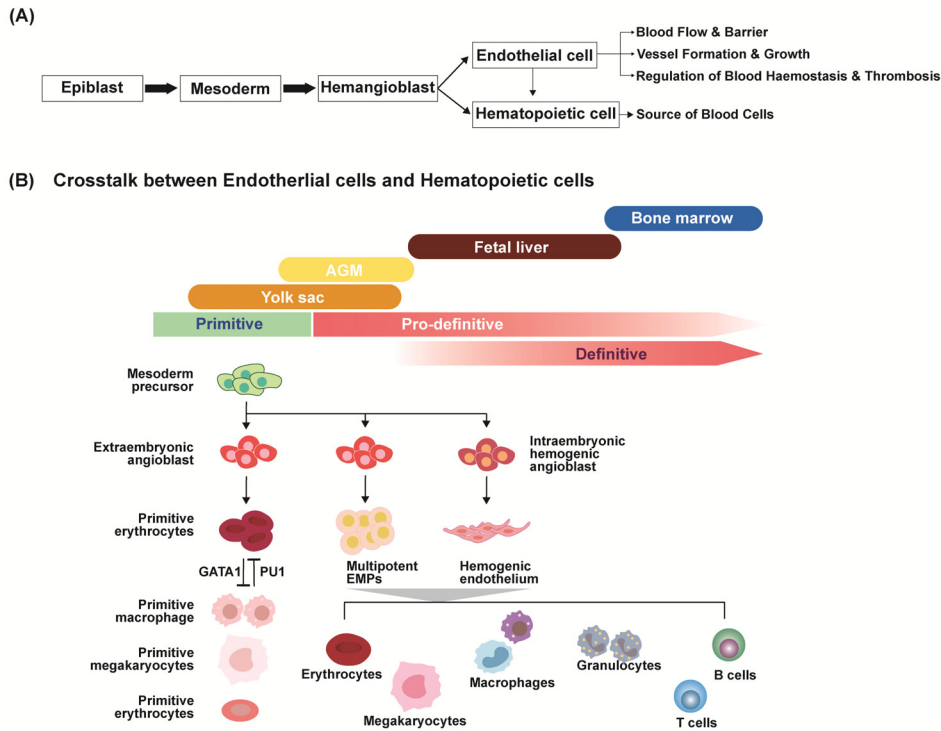 (A)
Epiblast
Mesoderm
Hemangioblast
Endothelial cell
Hematopoietic cell
Blood Flow & Barrier
Vessel Formation & Growth
Regulation of Blood Haemostasis & Thrombosis
Source of Blood Cells
(B) Crosstalk between Endotherlial cells and Hematopoietic cells
Bone marrow
Fetal liver
AGM
Yolk sac
Primitive
Pro-definitive
Definitive
Mesoderm
precursor
Extraembryonic
angioblast
Intraembryonic
hemogenic
angioblast
Primitive
erythrocytes
GATA1
PU1
Multipotent
EMPs
Hemogenic
endothelium
Primitive
macrophage
Primitive
megakaryocytes
Primitive
erythrocytes
Erythrocytes
Megakaryocytes
Macrophages
Granulocytes
T cells
B cells